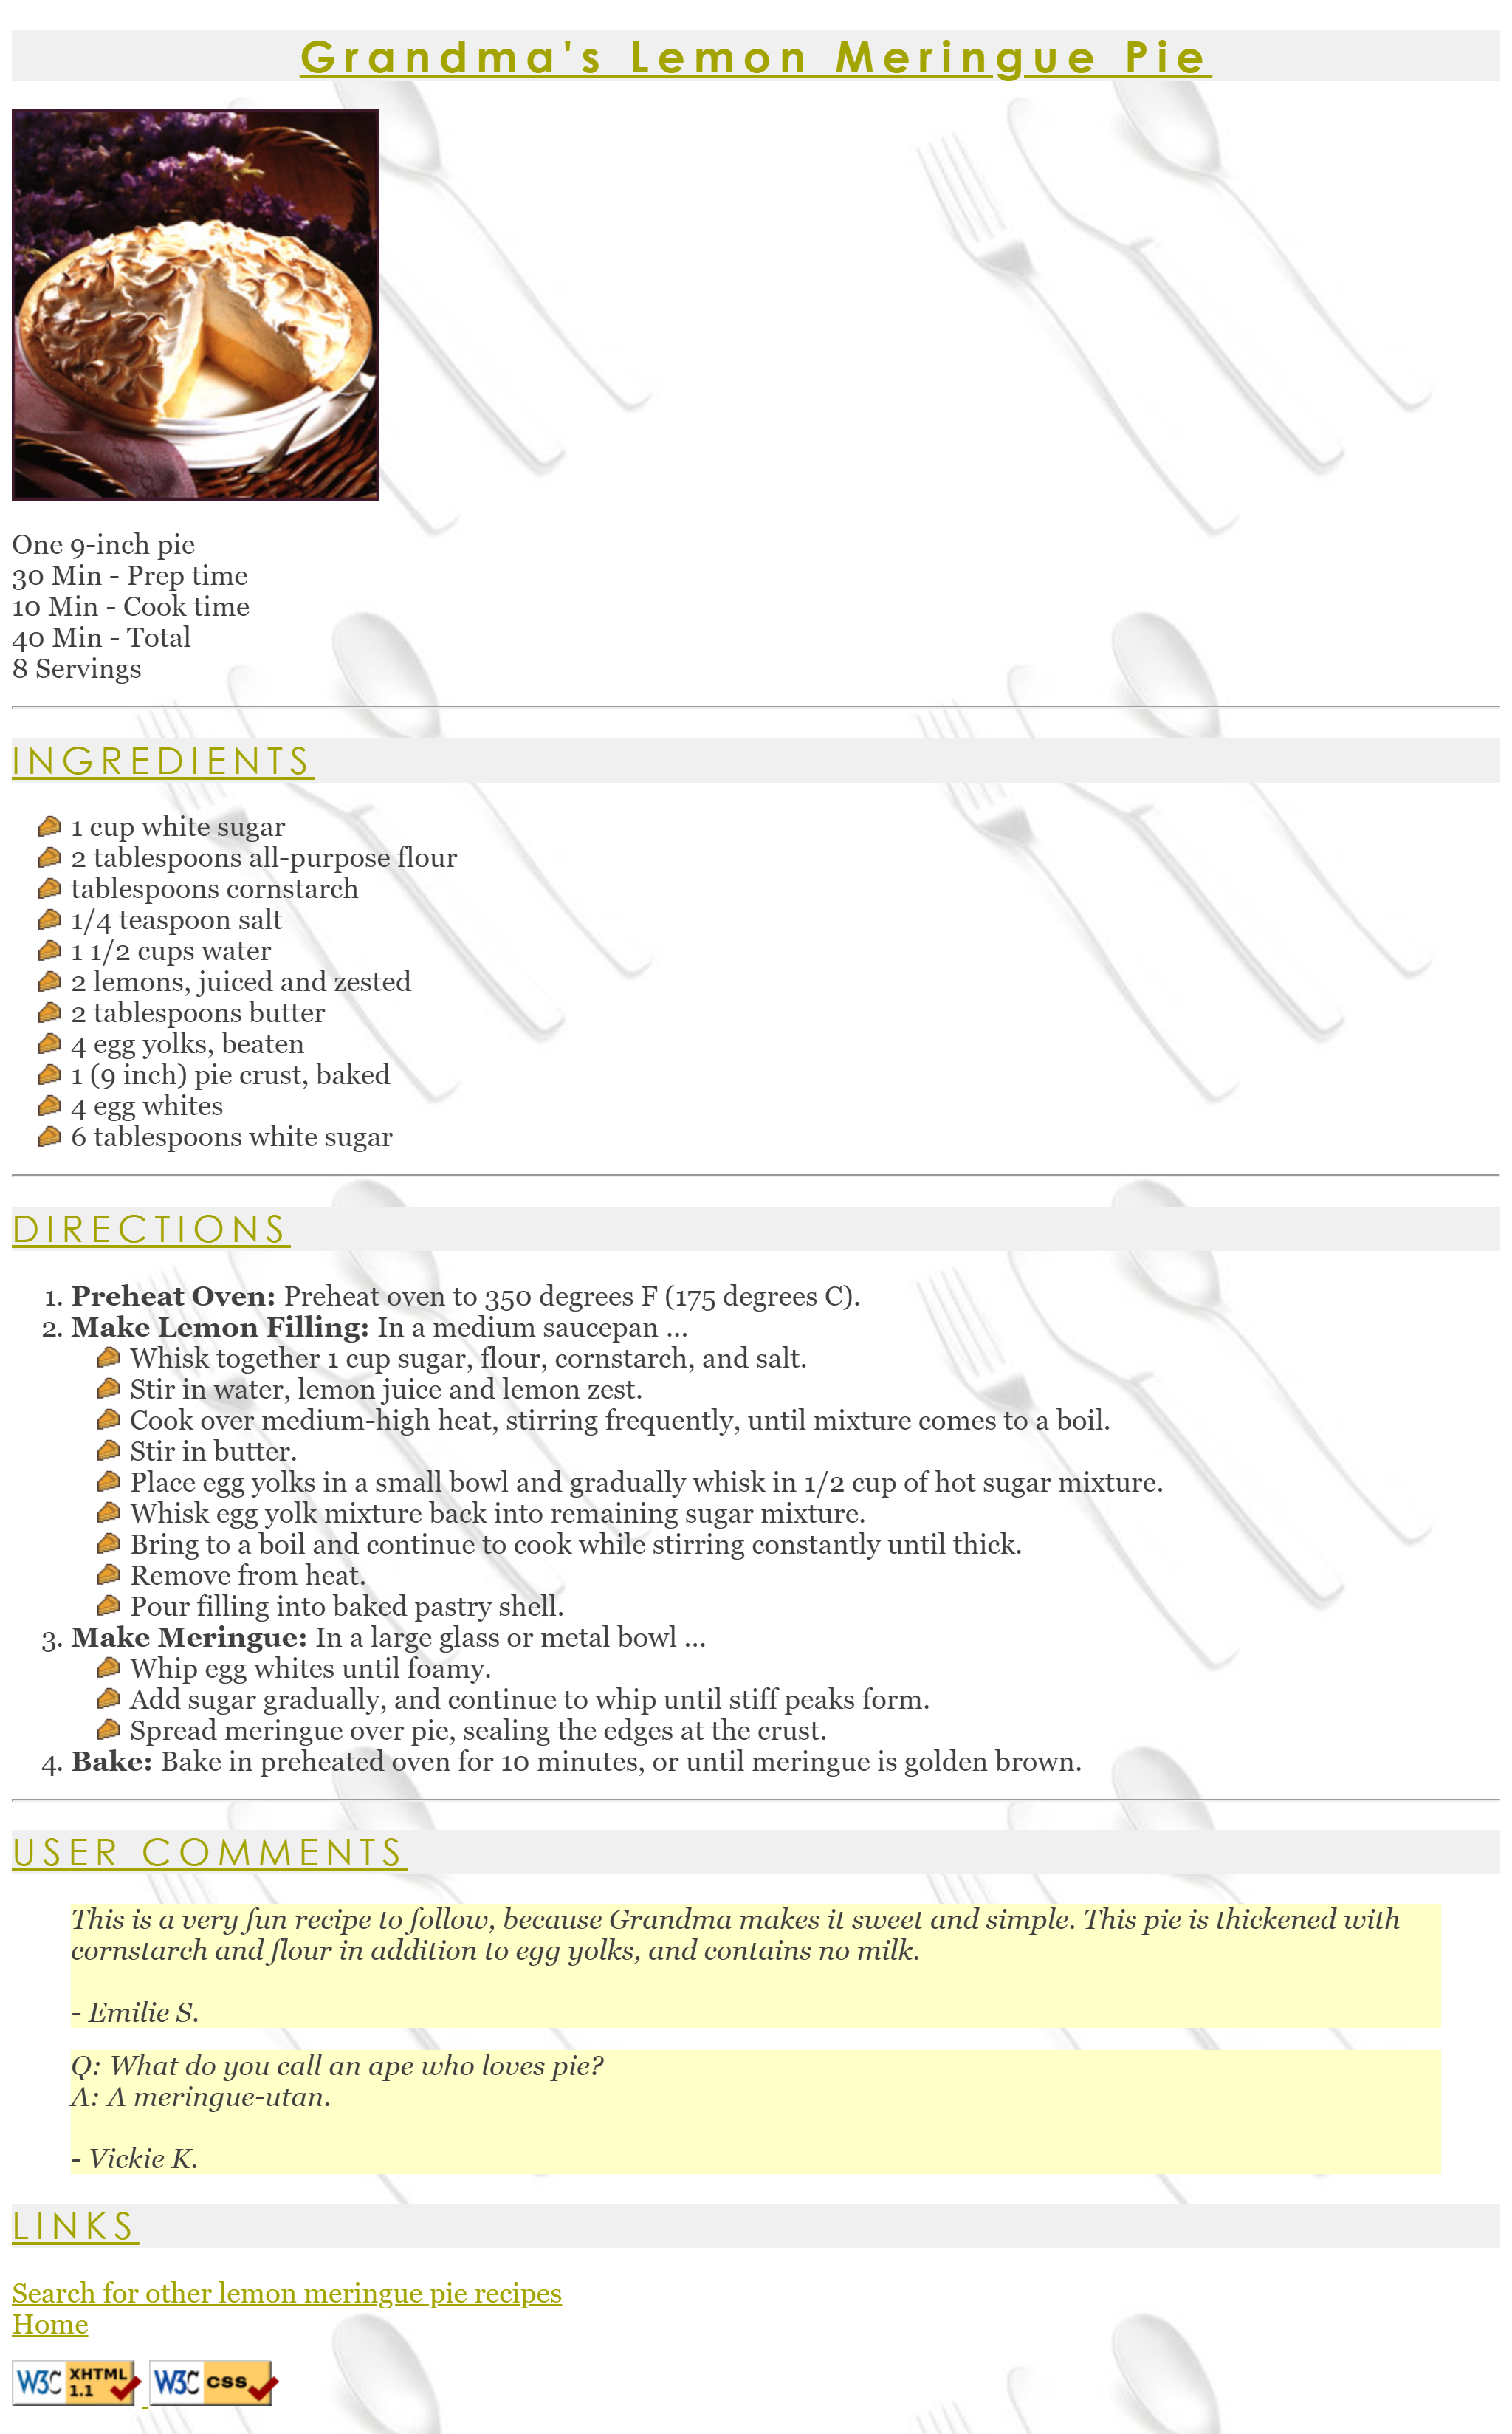 Grandma's Lemon Meringue Pie
One 9-inch pie
30 Min - Prep time
10 Min - Cook time
40 Min - Total
8 Servings
INGREDIENTS
1 cup white sugar
2 tablespoons all-purpose flour
tablespoons cornstarch
1/4 teaspoon salt
1 1/2 cups water
2 lemons, juiced and zested
2 tablespoons butter
4 egg yolks, beaten
1 (9 inch) pie crust, baked
4 egg whites
6 tablespoons white sugar
DIRECTIONS
1. Preheat Oven: Preheat oven to 350 degrees F (175 degrees C).
2. Make Lemon Filling: In a medium saucepan ...
Whisk together 1 cup sugar, flour, cornstarch, and salt.
Stir in water, lemon juice and lemon zest.
Cook over medium-high heat, stirring frequently, until mixture comes to a boil.
Stir in butter.
Place egg yolks in a small bowl and gradually whisk in 1/2 cup of hot sugar mixture.
Whisk egg yolk mixture back into remaining sugar mixture.
Bring to a boil and continue to cook while stirring constantly until thick.
Remove from heat.
Pour filling into baked pastry shell.
3. Make Meringue: In a large glass or metal bowl ...
Whip egg whites until foamy.
Add sugar gradually, and continue to whip until stiff peaks form.
Spread meringue over pie, sealing the edges at the crust.
4. Bake: Bake in preheated oven for 10 minutes, or until meringue is golden brown.
USER COMMENTS
This is a very fun recipe to follow, because Grandma makes it sweet and simple. This pie is thickened with
cornstarch and flour in addition to egg yolks, and contains no milk.
- Emilie S.
Q: What do you call an ape who loves pie?
A: A meringue-utan.
- Vickie K.
LINKS
Search for other lemon meringue pie recipes
Home
W3C XHTML 1.1 W3C CSS